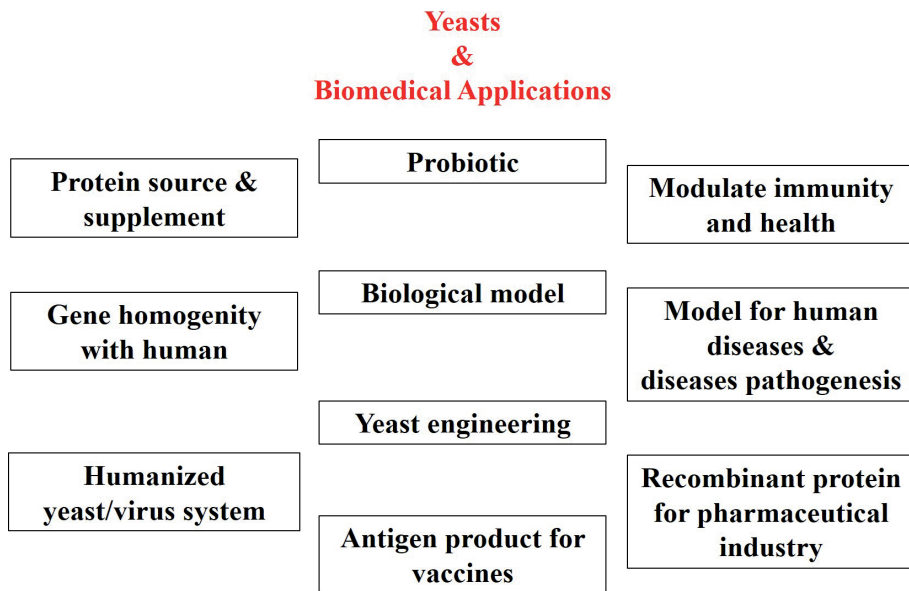 Yeasts
&
Biomedical Applications
Protein source &
supplement
Probiotic
Modulate immunity
and health
Gene homogenity
with human
Biological model
Model for human
diseases &
diseases pathogenesis
Humanized
yeast/virus system
Yeast engineering
Recombinant protein
for pharmaceutical
industry
Antigen product for
vaccines